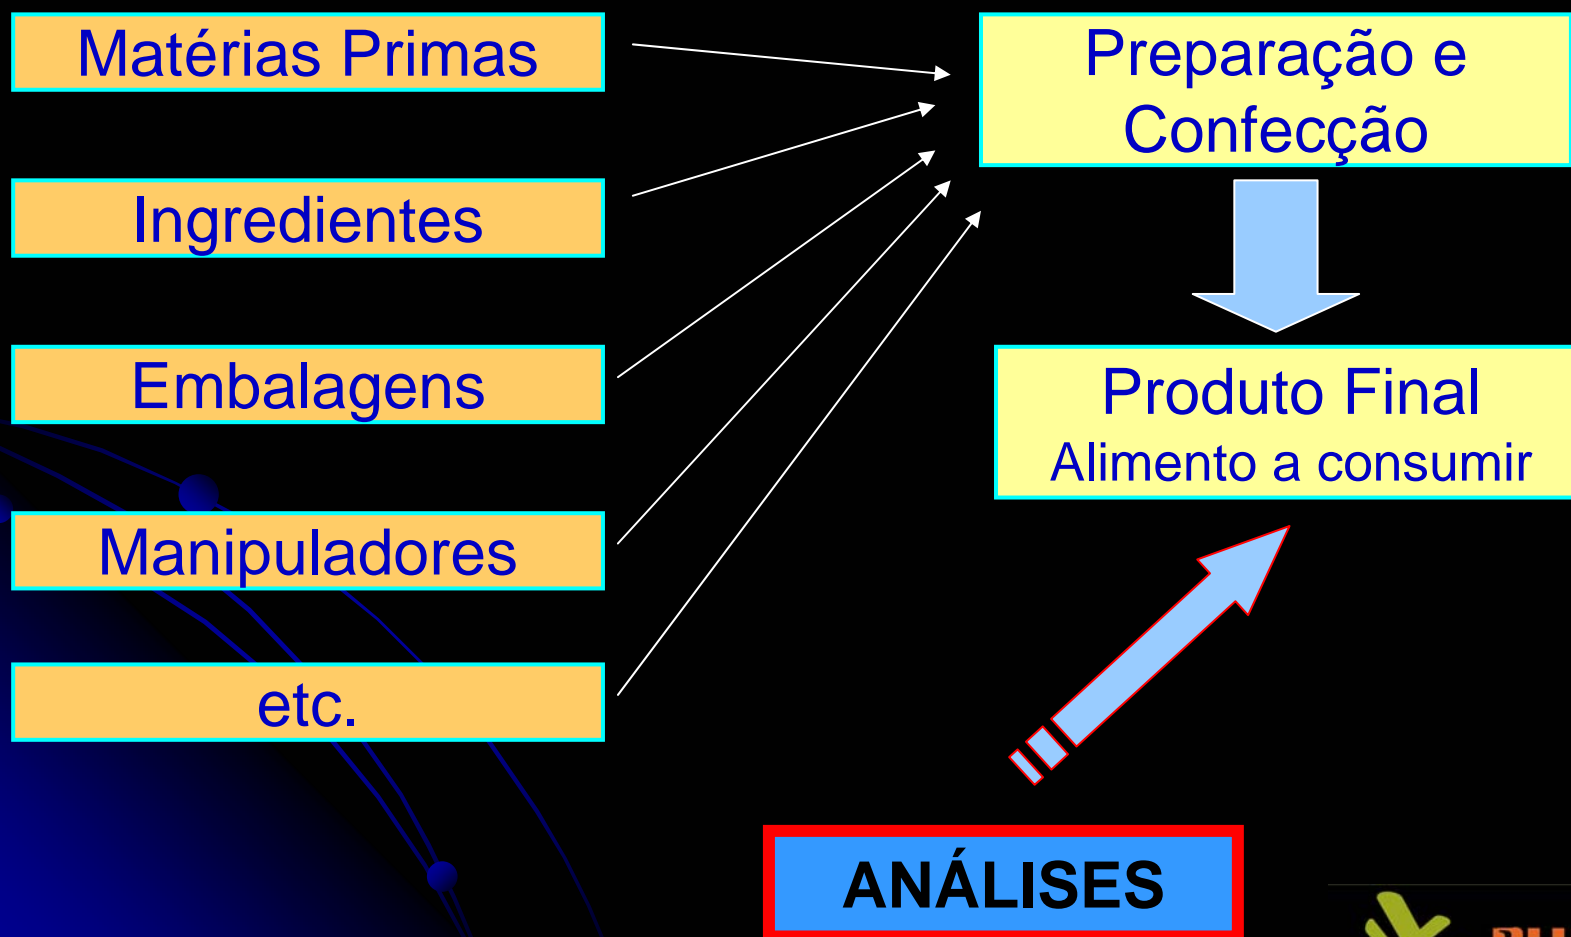 Matérias Primas
Ingredientes
Embalagens
Manipuladores
etc.
Preparação e
Confecção
Produto Final
Alimento a consumir
ANÁLISES